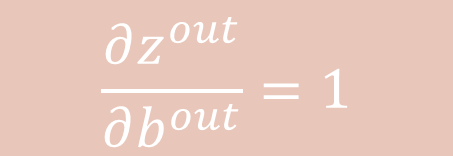 ∂z^out
/ ∂b^out = 1